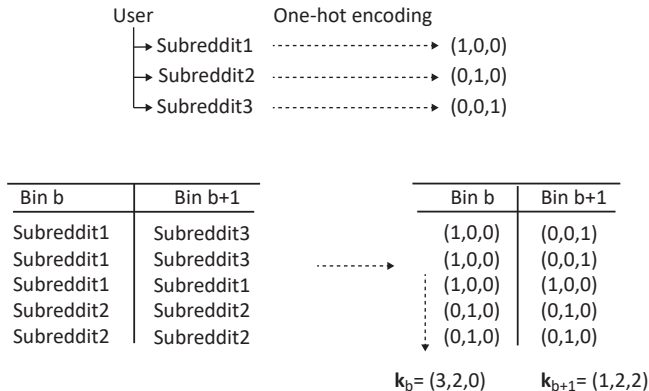 User One-hot encoding
Subreddit1 (1,0,0)
Subreddit2 (0,1,0)
Subreddit3 (0,0,1)
Bin b Bin b+1 Bin b Bin b+1
Subreddit1 Subreddit3 (1,0,0) (0,0,1)
Subreddit1 Subreddit3 (1,0,0) (0,0,1)
Subreddit1 Subreddit1 (1,0,0) (1,0,0)
Subreddit2 Subreddit2 (0,1,0) (0,1,0)
Subreddit2 Subreddit2 (0,1,0) (0,1,0)
k_b= (3,2,0) k_{b+1}= (1,2,2)